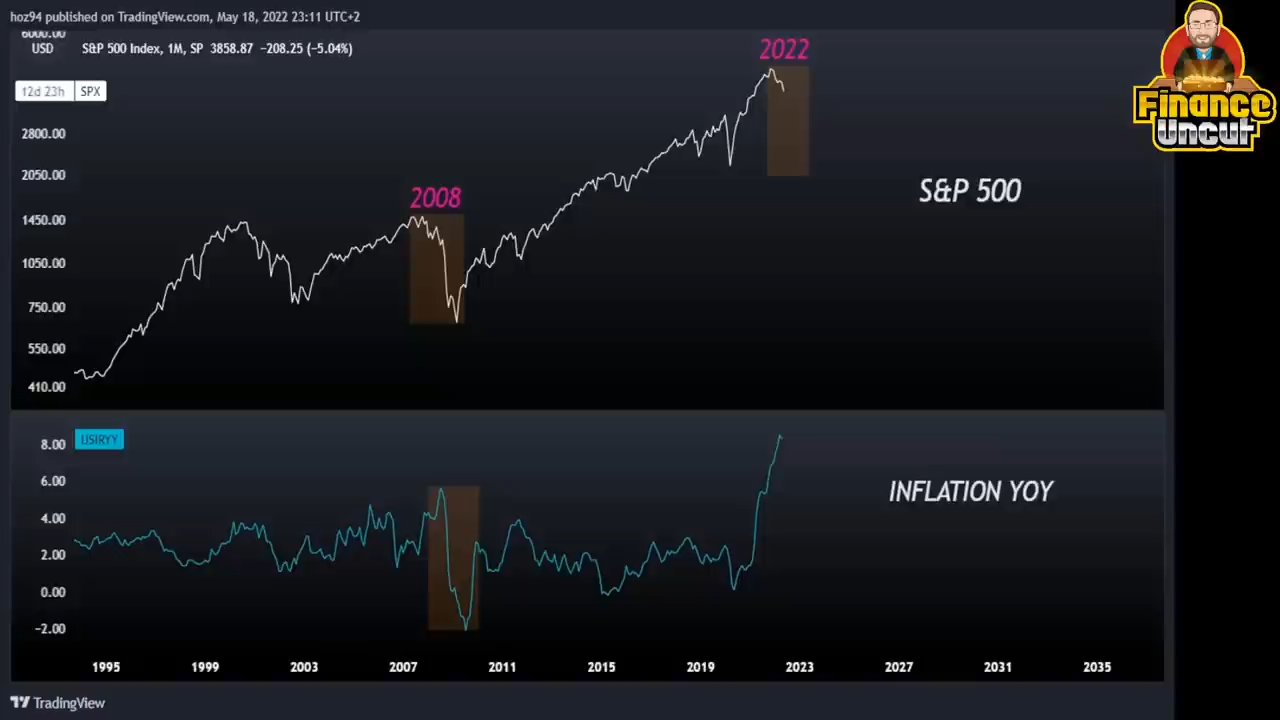 hoz94 published on TradingView.com, May 18, 2022 23:11 UTC+2
6000.00
USD
S&P 500 Index, 1M, SP 3858.87 −208.25 (−5.04%)
12d 23h SPX
2022
Finance
Uncut
2800.00
2050.00
2008
S&P 500
1450.00
1050.00
750.00
550.00
410.00
USIRYY
8.00
6.00
INFLATION YOY
4.00
2.00
0.00
−2.00
1995 1999 2003 2007 2011 2015 2019 2023 2027 2031 2035
TradingView